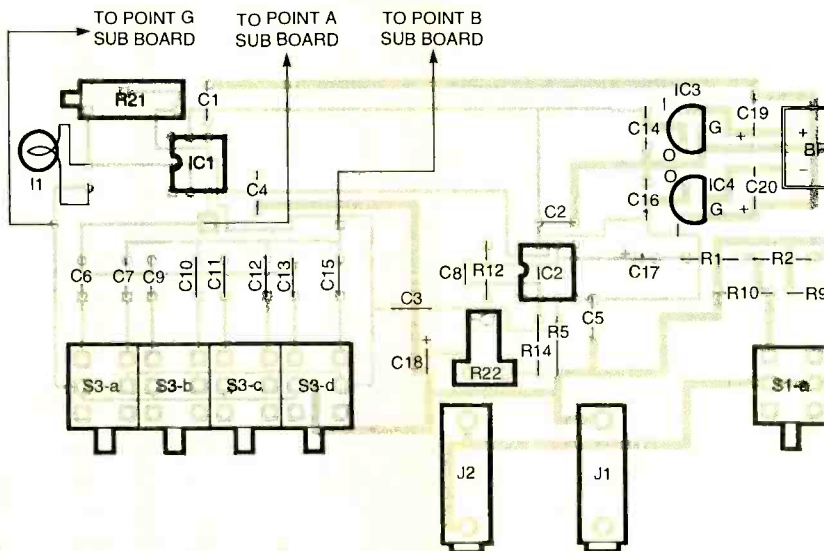 TO POINT G
SUB BOARD
TO POINT A
SUB BOARD
TO POINT B
SUB BOARD
R21
C1
I1
IC1
C4
IC3
I
G
O
C14
C19
+
+
-
O
IC4
G
I
C16
C20
+
C2
IC2
C17
+
R1
R2
R10
R9
C6
C7
C9
C10
C11
C12
C13
C15
C8
R12
C3
C5
R5
R14
+
C18
R22
S3-a
S3-b
S3-c
S3-d
S1-a
J2
J1